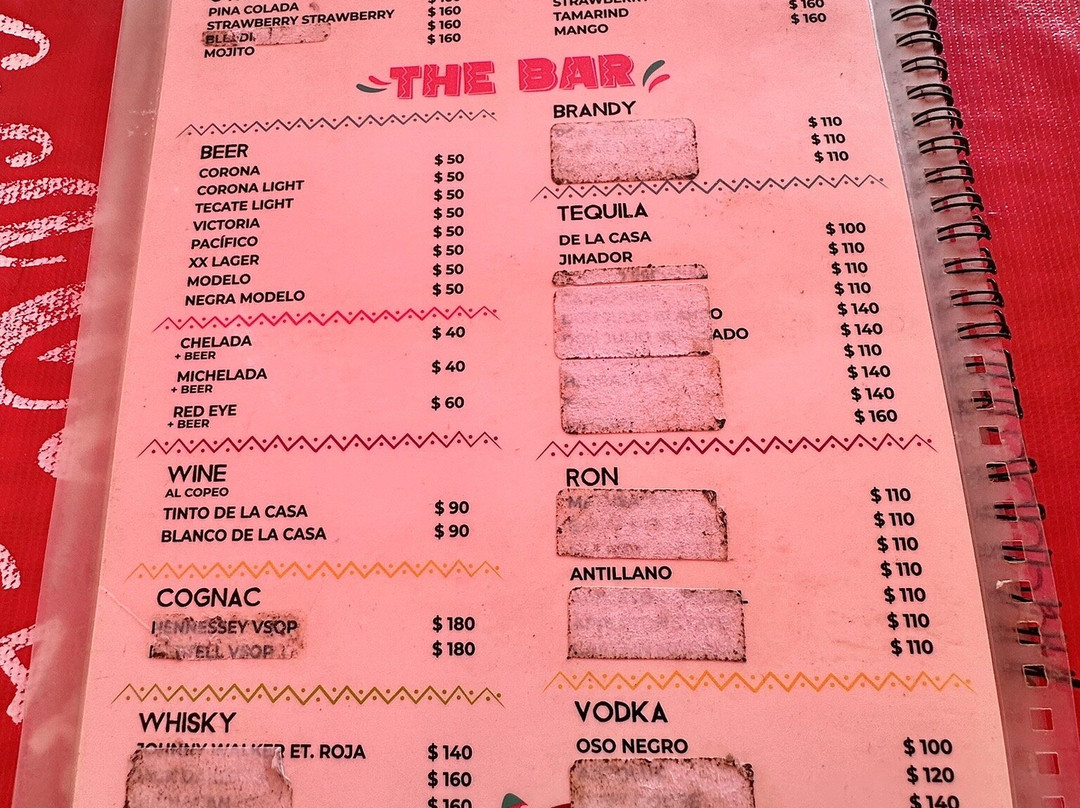 PINA COLADA
STRAWBERRY STRAWBERRY $ 160
$ 160
MOJITO
STRAWBERRY $ 160
TAMARIND $ 160
MANGO
THE BAR
BEER
CORONA $ 50
CORONA LIGHT $ 50
TECATE LIGHT $ 50
VICTORIA $ 50
PACÍFICO $ 50
XX LAGER $ 50
MODELO $ 50
NEGRA MODELO $ 50
CHELADA $ 40
+ BEER
MICHELADA $ 40
+ BEER
RED EYE $ 60
+ BEER
WINE
AL COPEO
TINTO DE LA CASA $ 90
BLANCO DE LA CASA $ 90
COGNAC
HENNESSEY VSOP $ 180
VSOP $ 180
WHISKY
JOHNNY WALKER ET. ROJA $ 140
$ 160
$ 160
BRANDY
$ 110
$ 110
$ 110
TEQUILA
DE LA CASA $ 100
JIMADOR $ 110
$ 110
$ 110
$ 140
$ 140
$ 110
$ 140
$ 140
$ 160
RON
$ 110
$ 110
$ 110
ANTILLANO $ 110
$ 110
$ 110
$ 110
VODKA
OSO NEGRO $ 100
$ 120
$ 140